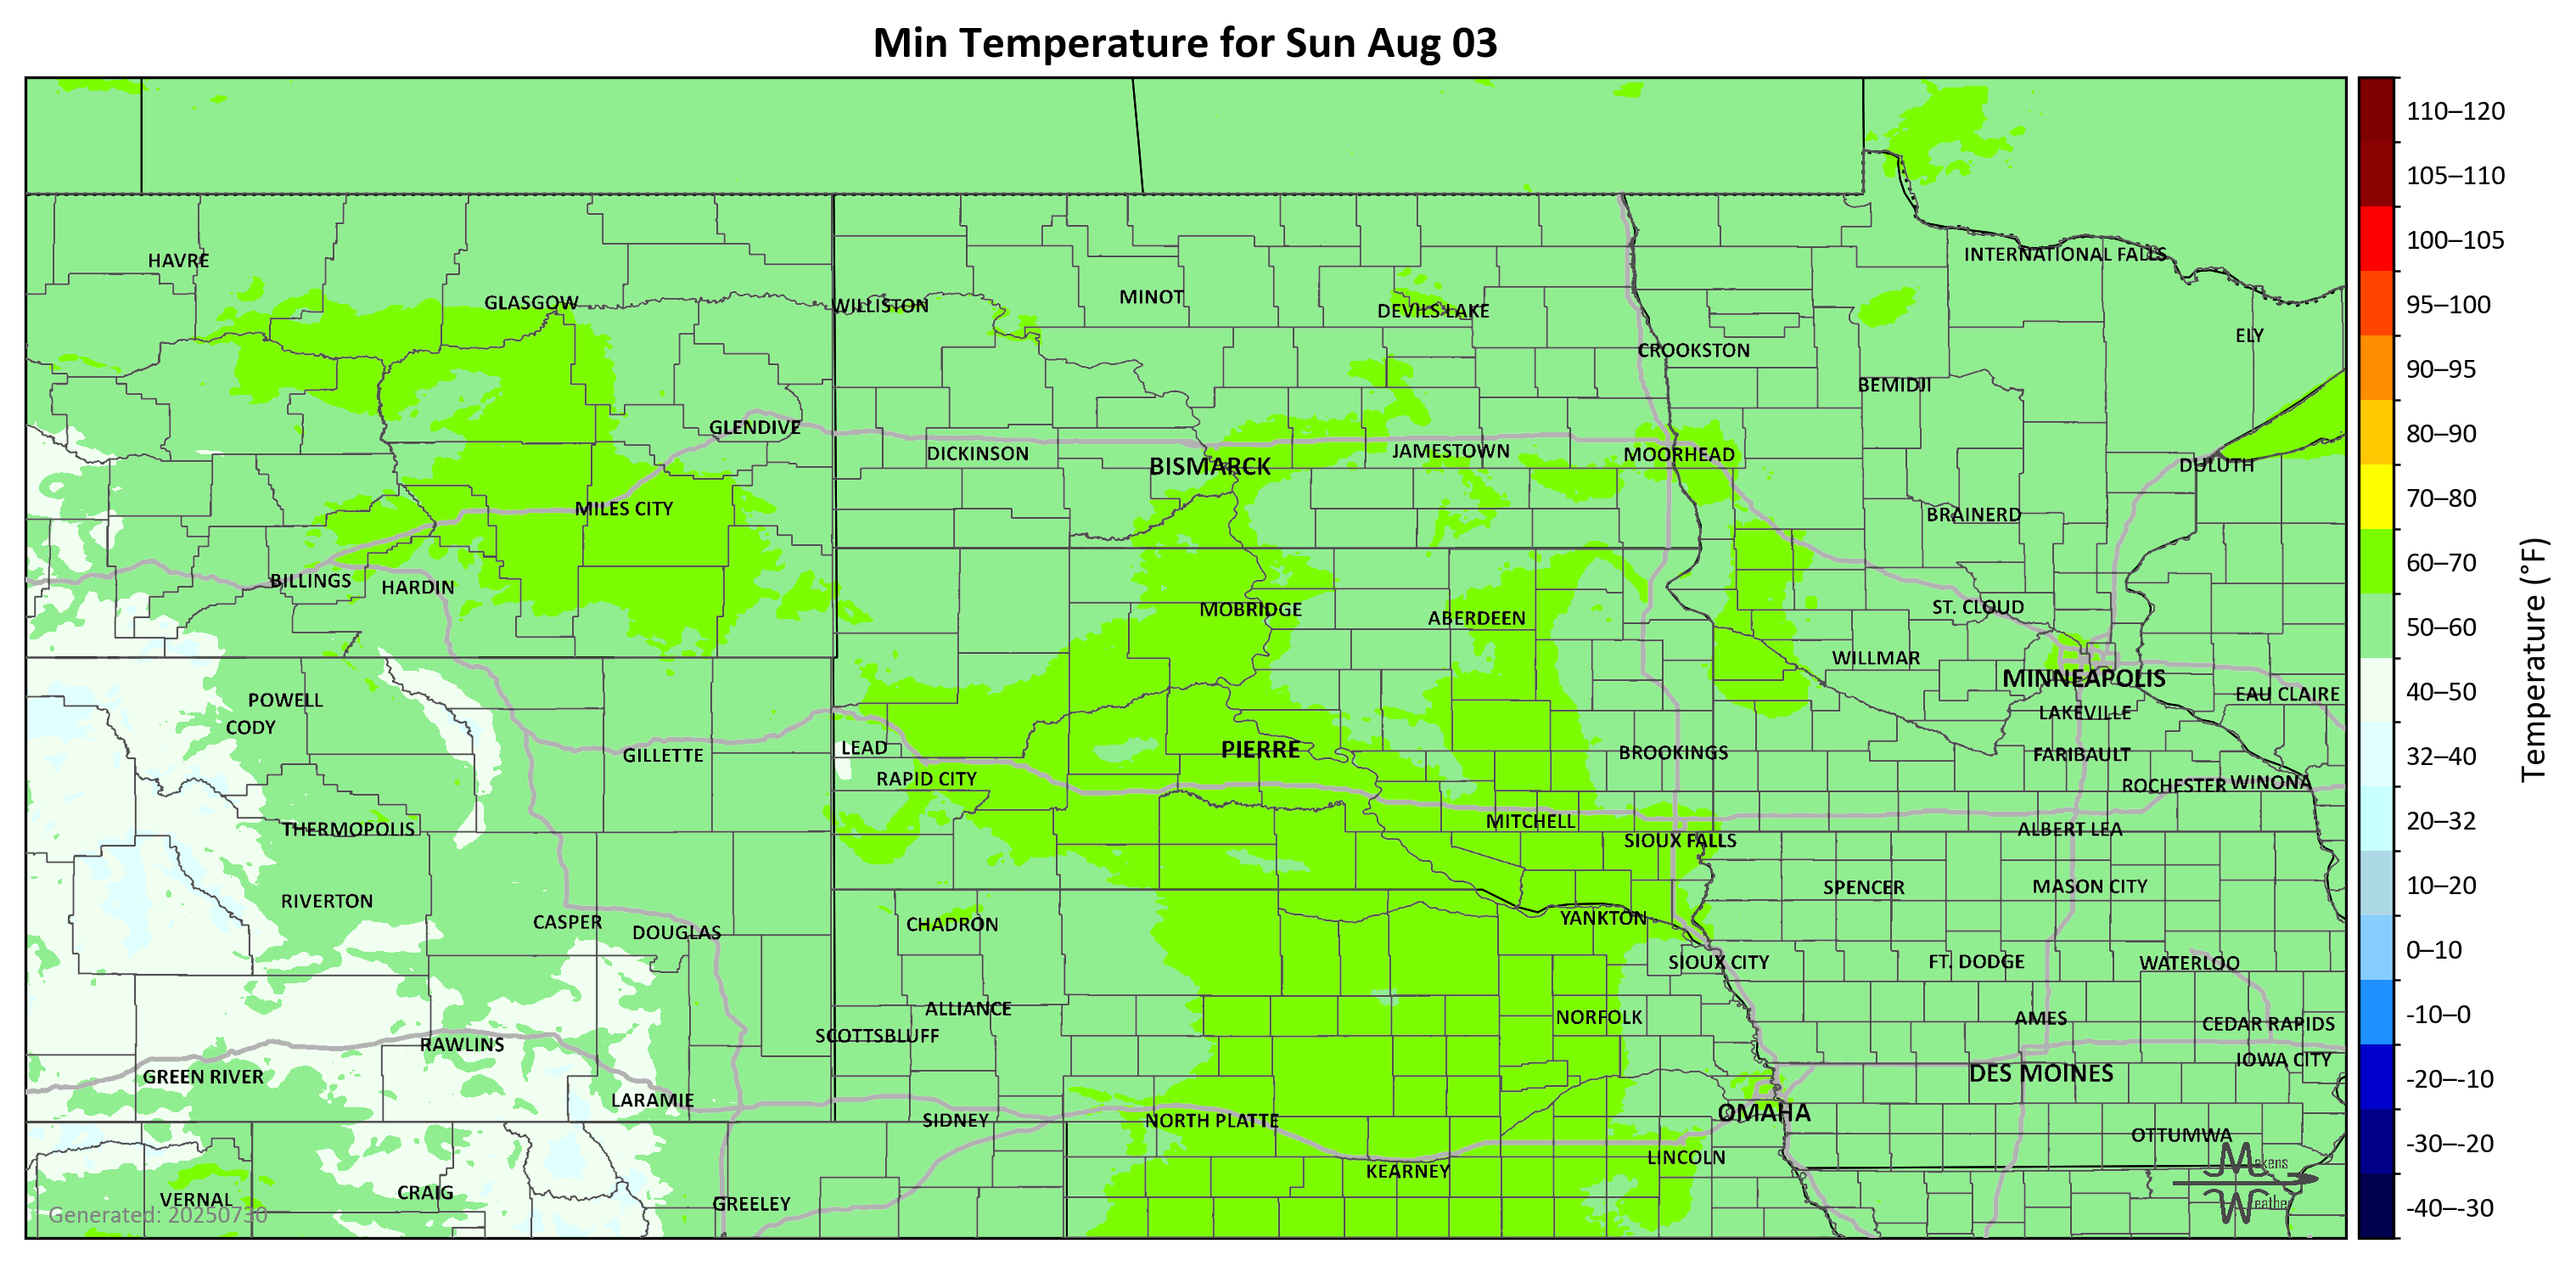 Min Temperature for Sun Aug 03
HAVRE
GLASGOW
WILLISTON
MINOT
DEVILS LAKE
INTERNATIONAL FALLS
ELY
CROOKSTON
BEMIDJI
GLENDIVE
DICKINSON
BISMARCK
JAMESTOWN
MOORHEAD
DULUTH
MILES CITY
BRAINERD
BILLINGS
HARDIN
MOBRIDGE
ABERDEEN
ST. CLOUD
WILLMAR
MINNEAPOLIS
EAU CLAIRE
POWELL
CODY
LAKEVILLE
GILLETTE
LEAD
PIERRE
BROOKINGS
FARIBAULT
RAPID CITY
ROCHESTER
WINONA
THERMOPOLIS
MITCHELL
SIOUX FALLS
ALBERT LEA
RIVERTON
SPENCER
MASON CITY
CASPER
DOUGLAS
CHADRON
YANKTON
SIOUX CITY
FT. DODGE
WATERLOO
ALLIANCE
NORFOLK
AMES
CEDAR RAPIDS
SCOTTSBLUFF
RAWLINS
IOWA CITY
GREEN RIVER
DES MOINES
LARAMIE
SIDNEY
NORTH PLATTE
OMAHA
OTTUMWA
KEARNEY
LINCOLN
VERNAL
CRAIG
GREELEY
Generated: 20250730
Makens
Weather
110–120
105–110
100–105
95–100
90–95
80–90
70–80
60–70
50–60
40–50
32–40
20–32
10–20
0–10
-10–0
-20–-10
-30–-20
-40–-30
Temperature (°F)